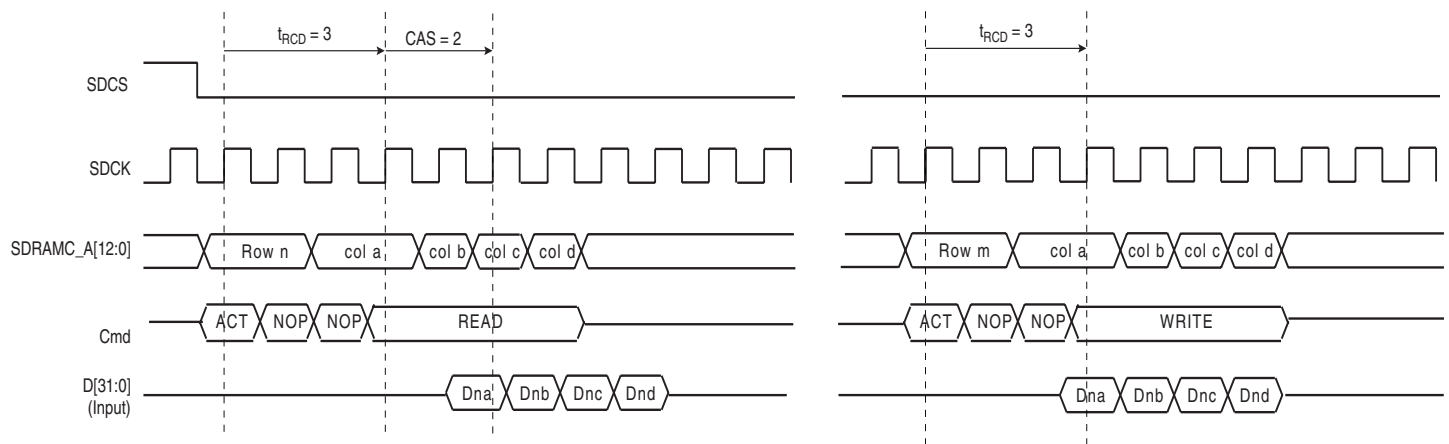 tRCD = 3 CAS = 2 tRCD = 3
SDCS
SDCK
SDRAMC_A[12:0] Row n col a col b col c col d Row m col a col b col c col d
Cmd ACT NOP NOP READ ACT NOP NOP WRITE
D[31:0]
(Input) Dna Dnb Dnc Dnd Dna Dnb Dnc Dnd